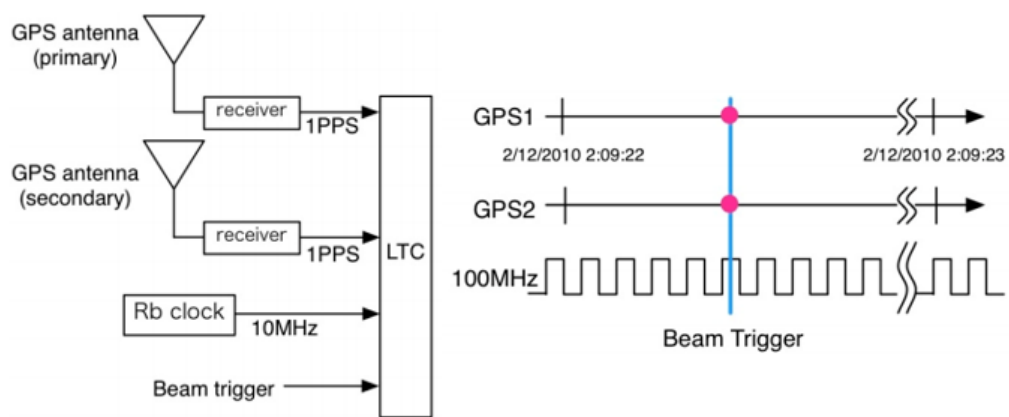 GPS antenna
(primary)
receiver
1PPS
GPS antenna
(secondary)
receiver
1PPS
LTC
Rb clock
10MHz
Beam trigger
GPS1
2/12/2010 2:09:22
2/12/2010 2:09:23
GPS2
100MHz
Beam Trigger